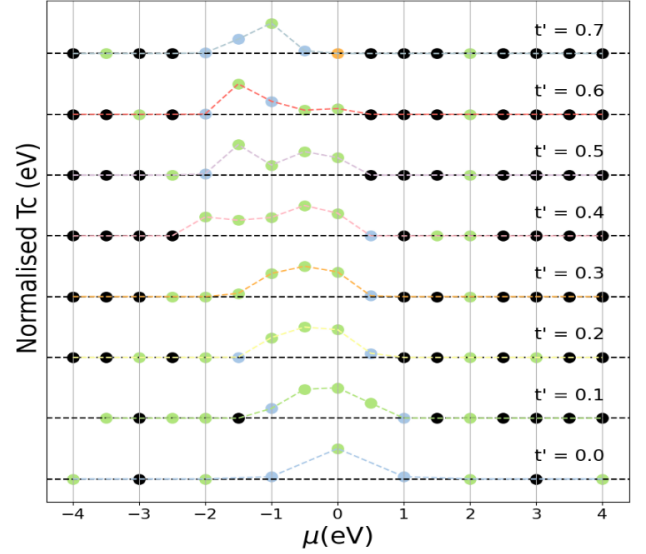 Normalised Tc (eV)
t' = 0.7
t' = 0.6
t' = 0.5
t' = 0.4
t' = 0.3
t' = 0.2
t' = 0.1
t' = 0.0
−4 −3 −2 −1 0 1 2 3 4
μ(eV)